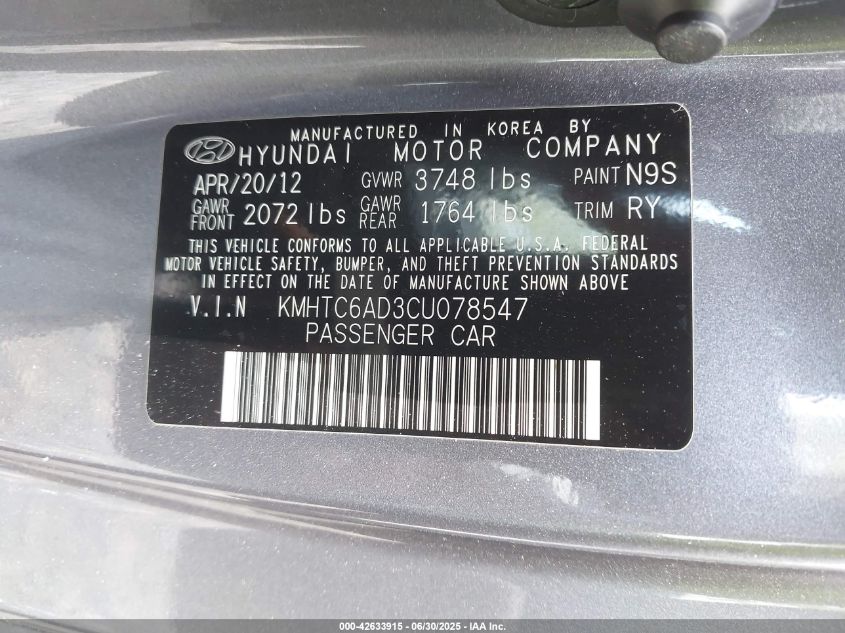 MANUFACTURED IN KOREA BY
HYUNDAI MOTOR COMPANY
APR/20/12 GVWR 3748 lbs PAINT N9S
GAWR FRONT 2072 lbs GAWR REAR 1764 lbs TRIM RY
THIS VEHICLE CONFORMS TO ALL APPLICABLE U.S.A. FEDERAL
MOTOR VEHICLE SAFETY, BUMPER, AND THEFT PREVENTION STANDARDS
IN EFFECT ON THE DATE OF MANUFACTURE SHOWN ABOVE
V.I.N KMHTC6AD3CU078547
PASSENGER CAR
000-42633915 - 06/30/2025 - IAA Inc.